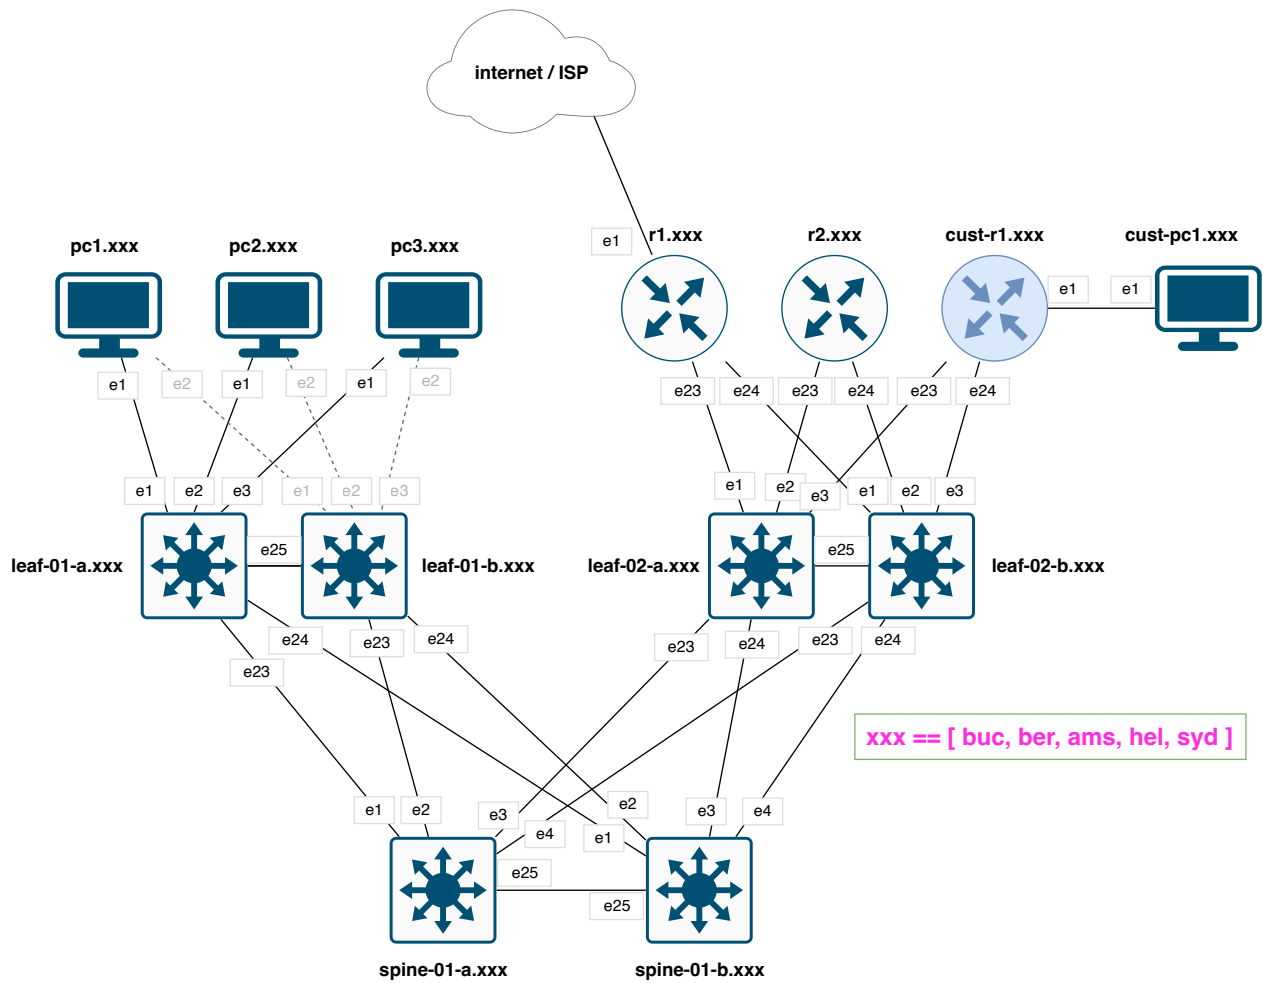 internet / ISP
e1
r1.xxx
r2.xxx
cust-r1.xxx
cust-pc1.xxx
pc1.xxx
pc2.xxx
pc3.xxx
e1
e1
e1
e2
e1
e2
e1
e2
e23
e24
e23
e24
e23
e24
e1
e2
e3
e1
e2
e3
e1
e2
e3
e1
e2
e3
leaf-01-a.xxx
e25
leaf-01-b.xxx
leaf-02-a.xxx
e25
leaf-02-b.xxx
e23
e24
e23
e24
e23
e24
e23
e24
xxx == [ buc, ber, ams, hel, syd ]
e1
e2
e3
e4
e1
e2
e3
e4
e25
e25
spine-01-a.xxx
spine-01-b.xxx